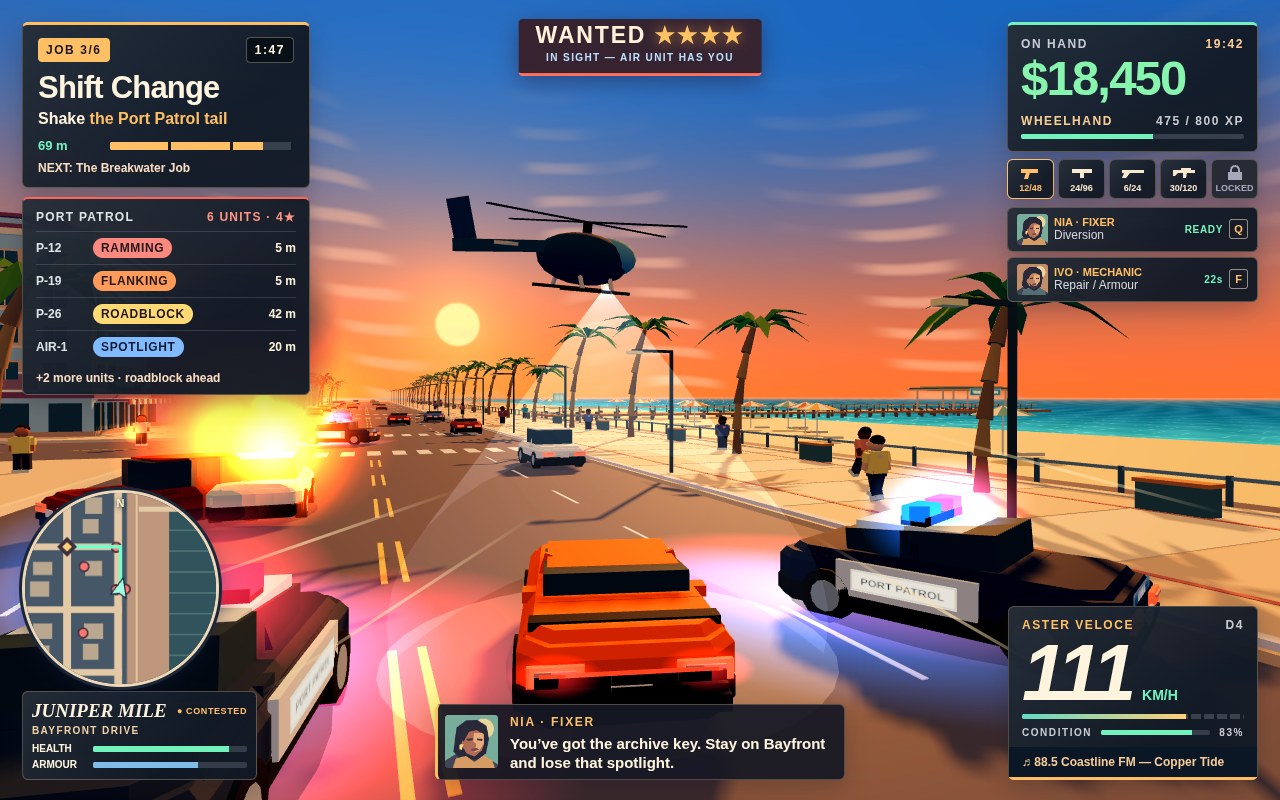 JOB 3/6
1:47
Shift Change
Shake the Port Patrol tail
69 m
NEXT: The Breakwater Job
PORT PATROL
6 UNITS · 4★
P-12 RAMMING 5 m
P-19 FLANKING 5 m
P-26 ROADBLOCK 42 m
AIR-1 SPOTLIGHT 20 m
+2 more units · roadblock ahead
WANTED ★★★★
IN SIGHT — AIR UNIT HAS YOU
ON HAND 19:42
$18,450
WHEELHAND 475 / 800 XP
12/48 24/96 6/24 30/120 LOCKED
NIA · FIXER
Diversion
READY Q
IVO · MECHANIC
Repair / Armour
22s F
N
PORT PATROL
PORT PATROL
JUNIPER MILE ● CONTESTED
BAYFRONT DRIVE
HEALTH
ARMOUR
NIA · FIXER
You’ve got the archive key. Stay on Bayfront
and lose that spotlight.
ASTER VELOCE D4
111 KM/H
CONDITION 83%
♬ 88.5 Coastline FM — Copper Tide